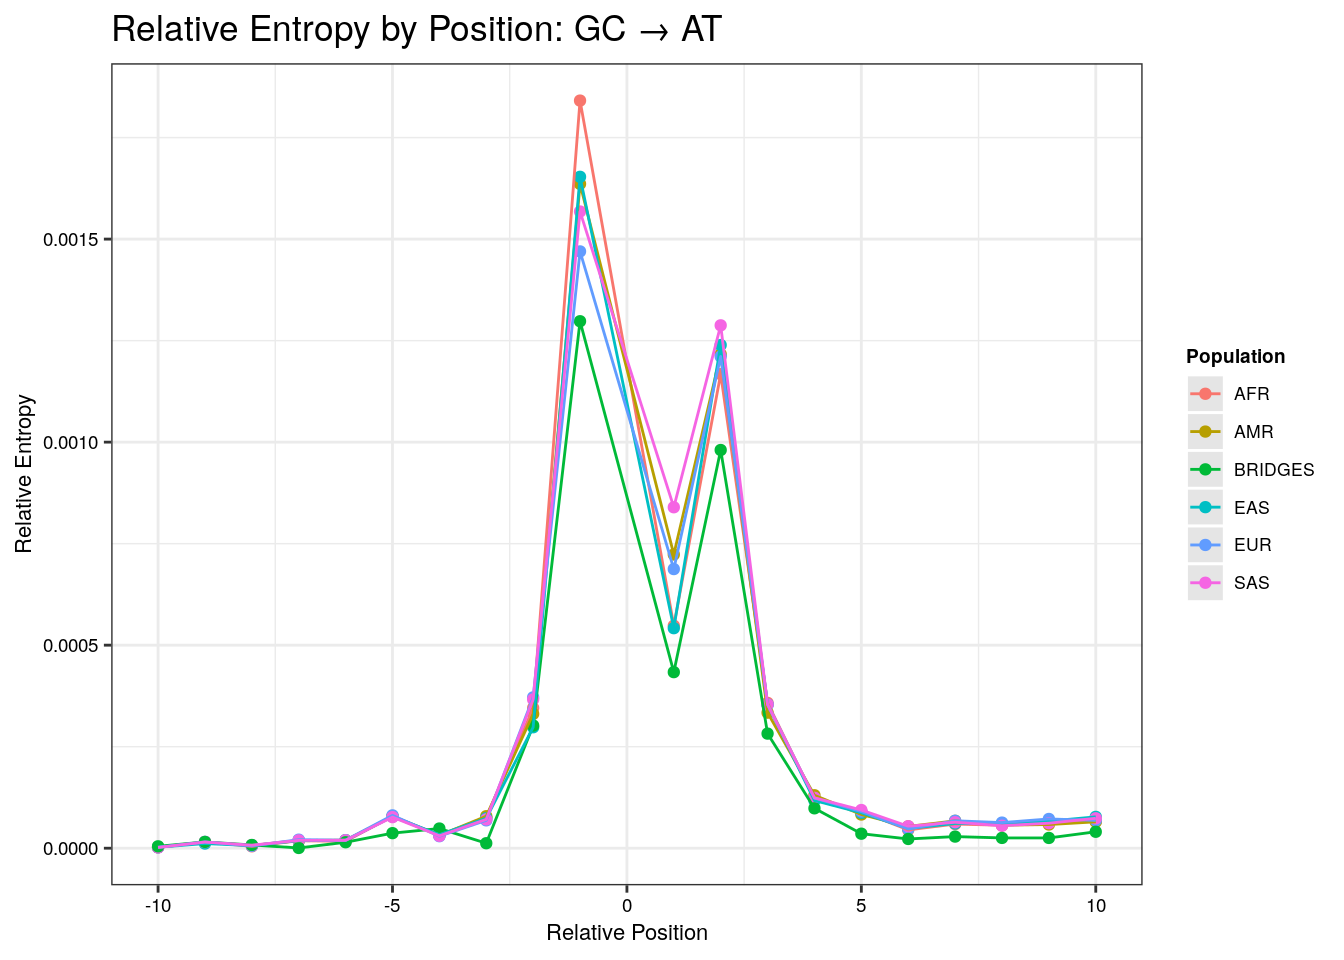 Relative Entropy by Position: GC → AT
Relative Entropy
0.0015
0.0010
0.0005
0.0000
-10 -5 0 5 10
Relative Position
Population
AFR
AMR
BRIDGES
EAS
EUR
SAS